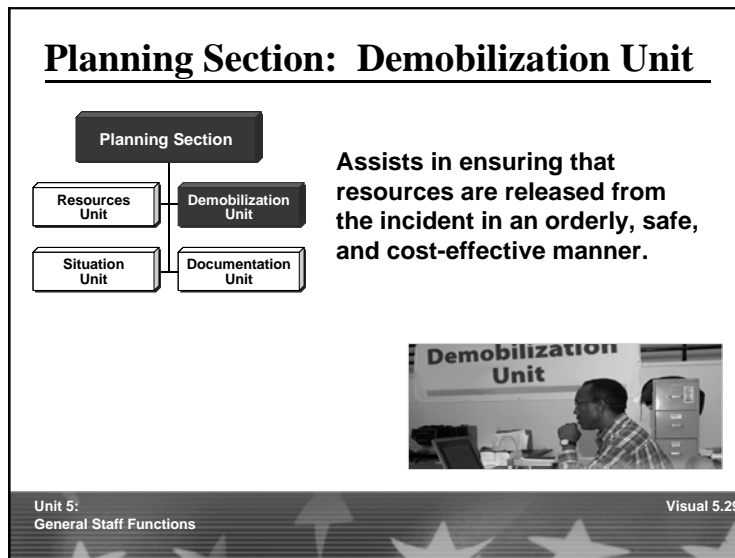 Planning Section: Demobilization Unit
Planning Section
Resources
Unit
Demobilization
Unit
Situation
Unit
Documentation
Unit
Assists in ensuring that
resources are released from
the incident in an orderly, safe,
and cost-effective manner.
Demobilization
Unit
Unit 5:
General Staff Functions
Visual 5.29